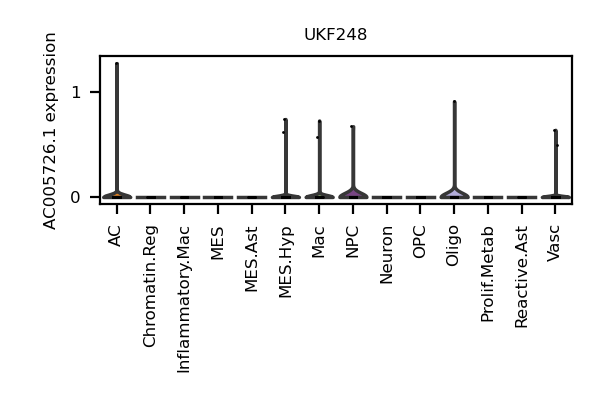 UKF248
AC005726.1 expression
1
0
AC
Chromatin.Reg
Inflammatory.Mac
MES
MES.Ast
MES.Hyp
Mac
NPC
Neuron
OPC
Oligo
Prolif.Metab
Reactive.Ast
Vasc